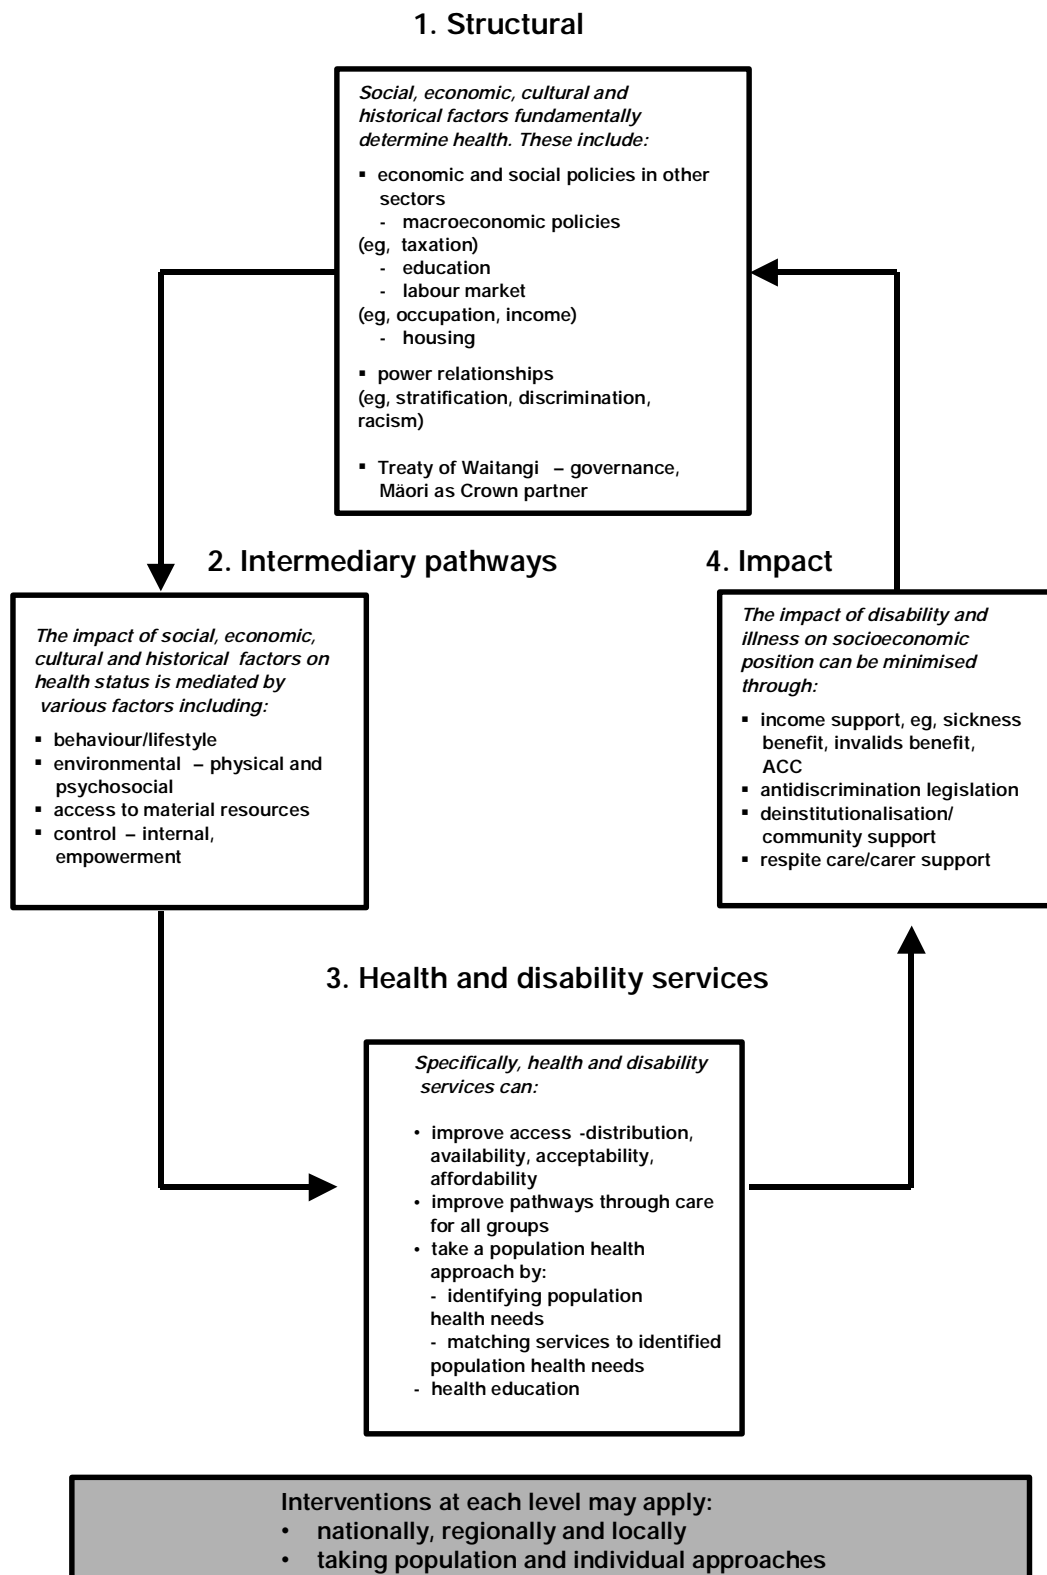 1. Structural
Social, economic, cultural and
historical factors fundamentally
determine health. These include:
▪ economic and social policies in other
sectors
- macroeconomic policies
(eg, taxation)
- education
- labour market
(eg, occupation, income)
- housing
▪ power relationships
(eg, stratification, discrimination,
racism)
▪ Treaty of Waitangi – governance,
Mäori as Crown partner
2. Intermediary pathways
The impact of social, economic,
cultural and historical factors on
health status is mediated by
various factors including:
▪ behaviour/lifestyle
▪ environmental – physical and
psychosocial
▪ access to material resources
▪ control – internal,
empowerment
4. Impact
The impact of disability and
illness on socioeconomic
position can be minimised
through:
▪ income support, eg, sickness
benefit, invalids benefit,
ACC
▪ antidiscrimination legislation
▪ deinstitutionalisation/
community support
▪ respite care/carer support
3. Health and disability services
Specifically, health and disability
services can:
• improve access -distribution,
availability, acceptability,
affordability
• improve pathways through care
for all groups
• take a population health
approach by:
- identifying population
health needs
- matching services to identified
population health needs
- health education
Interventions at each level may apply:
• nationally, regionally and locally
• taking population and individual approaches